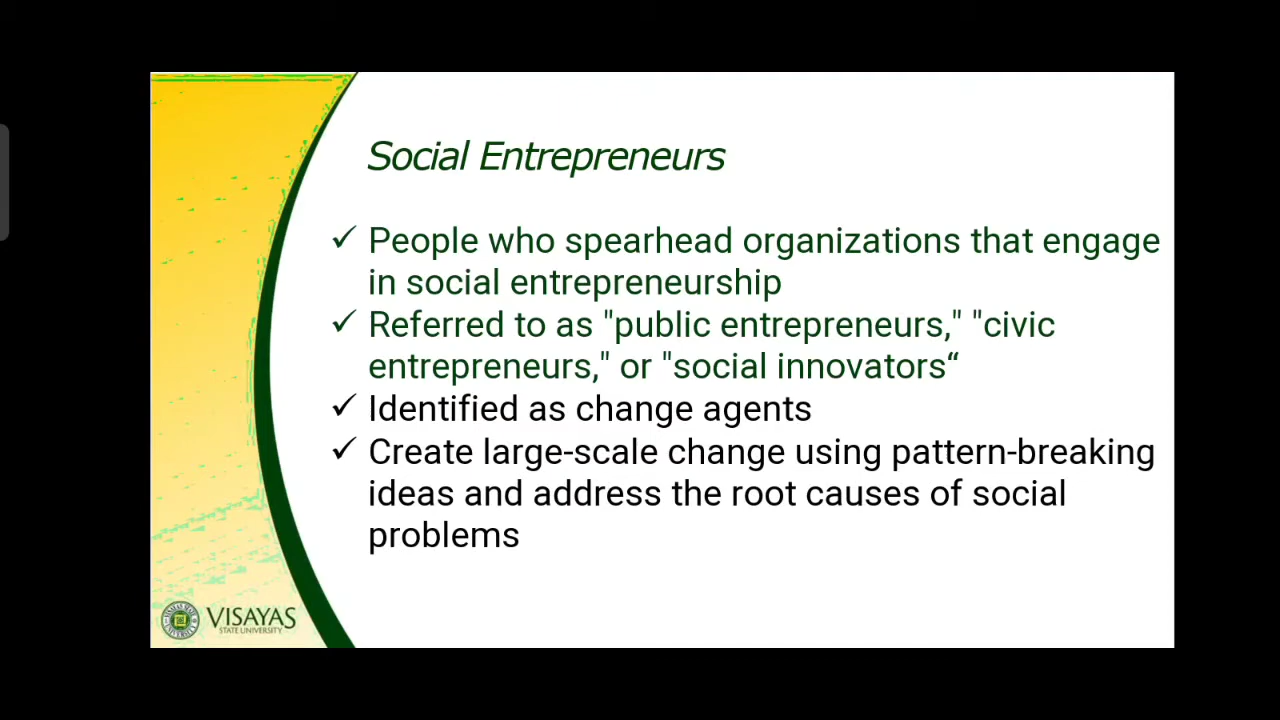 Social Entrepreneurs
✓ People who spearhead organizations that engage
in social entrepreneurship
✓ Referred to as "public entrepreneurs," "civic
entrepreneurs," or "social innovators“
✓ Identified as change agents
✓ Create large-scale change using pattern-breaking
ideas and address the root causes of social
problems
VISAYAS
STATE UNIVERSITY